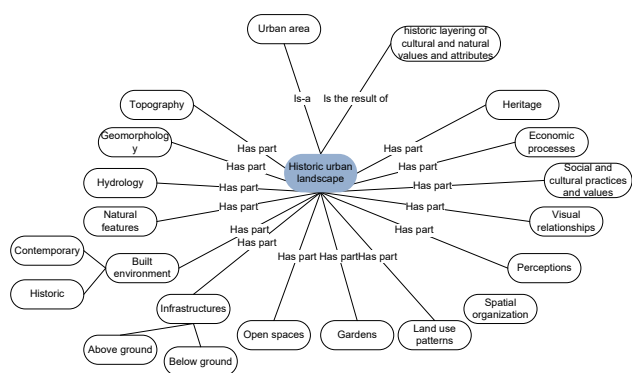 Urban area
historic layering of
cultural and natural
values and attributes
Is-a
Is the result of
Topography
Heritage
Geomorpholog
y
Economic
processes
Has part
Has part
Has part
Has part
Historic urban
landscape
Hydrology
Has part
Has part
Social and
cultural practices
and values
Natural
features
Has part
Has part
Visual
relationships
Has part
Has part
Has part
Contemporary
Built
environment
Has part
Has part
Has part
Perceptions
Historic
Infrastructures
Spatial
organization
Open spaces
Gardens
Land use
patterns
Above ground
Below ground